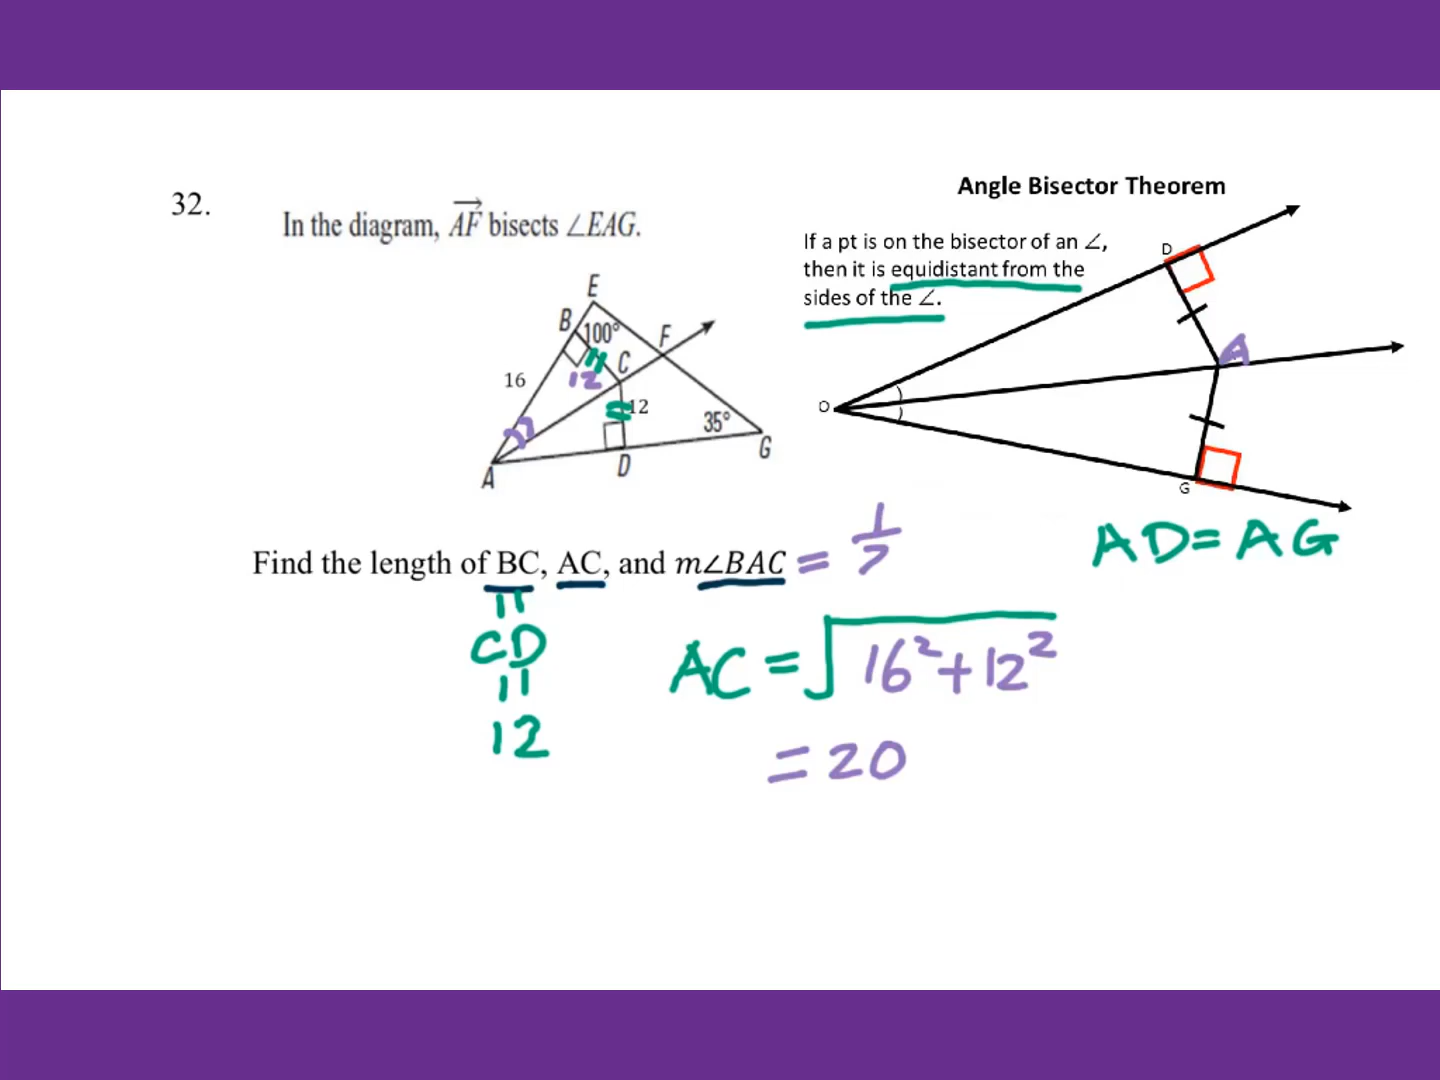 32.
In the diagram, AF bisects ∠EAG.
E
B
100°
F
C
16
12
12
35°
A
D
G
Angle Bisector Theorem
If a pt is on the bisector of an ∠,
then it is equidistant from the
sides of the ∠.
D
A
O
G
AD = AG
Find the length of BC, AC, and m∠BAC = 1/2
CD
12
AC = √16² + 12²
= 20